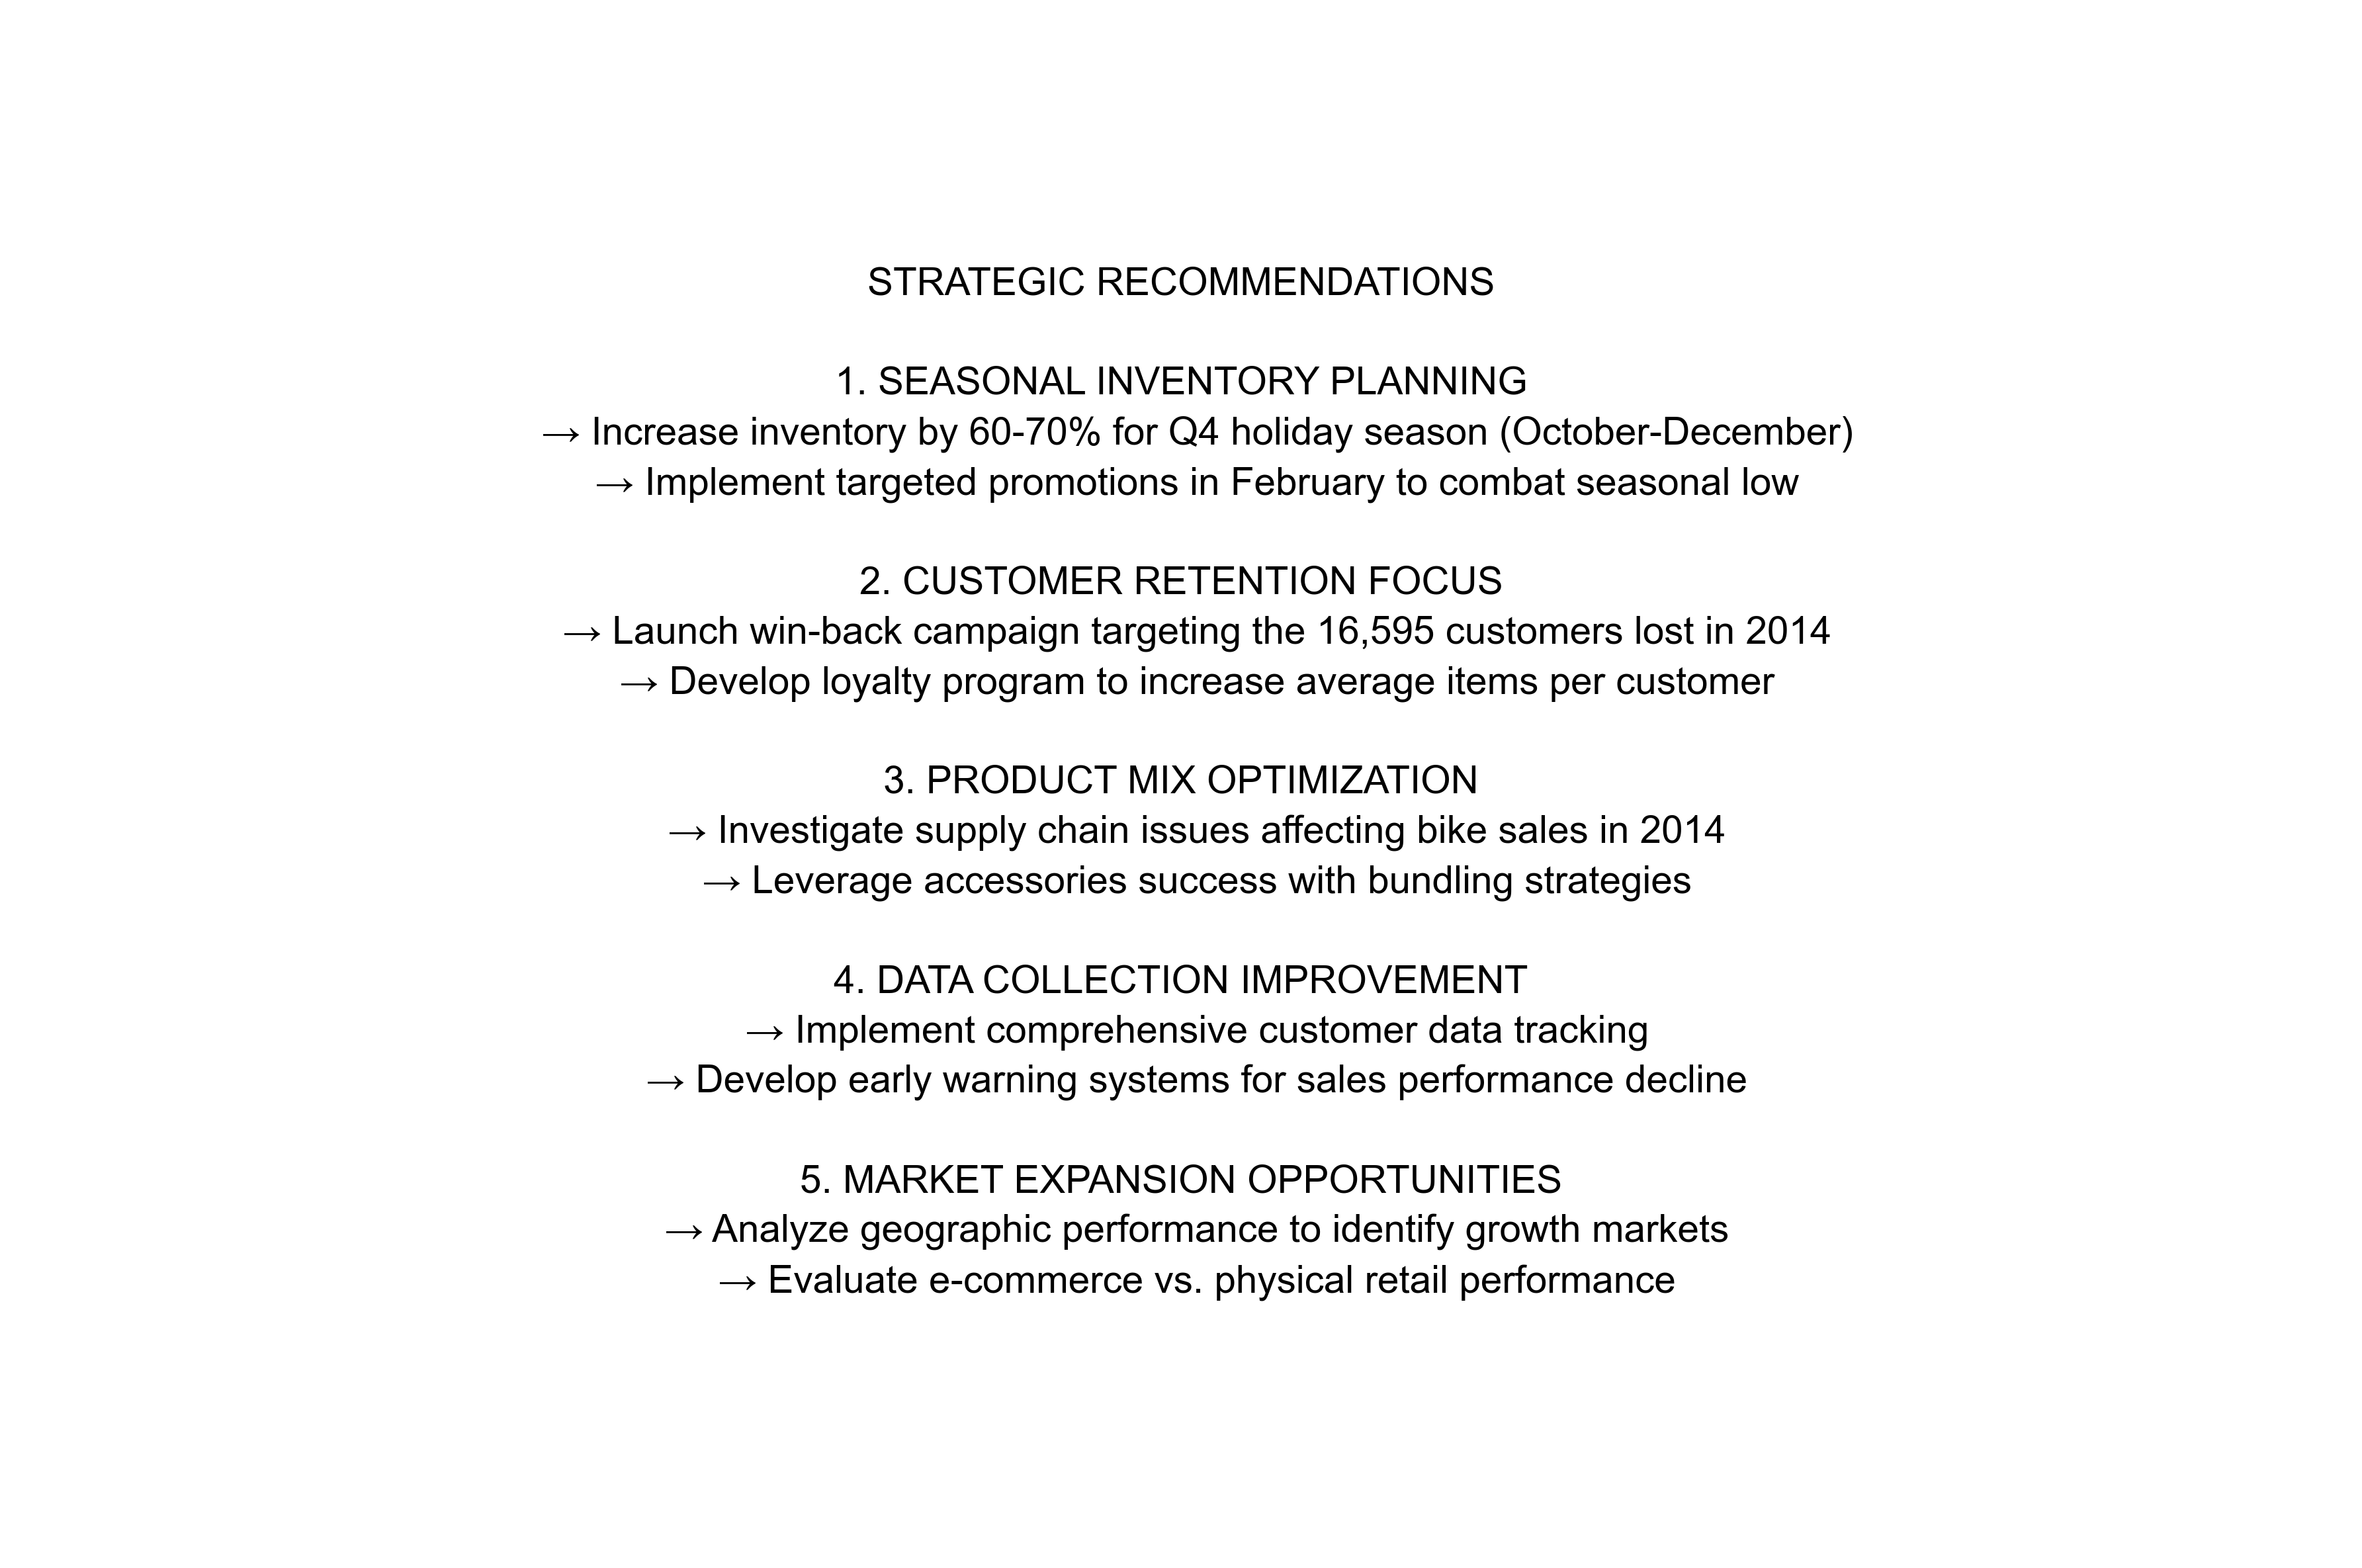 STRATEGIC RECOMMENDATIONS
1. SEASONAL INVENTORY PLANNING
→ Increase inventory by 60-70% for Q4 holiday season (October-December)
→ Implement targeted promotions in February to combat seasonal low
2. CUSTOMER RETENTION FOCUS
→ Launch win-back campaign targeting the 16,595 customers lost in 2014
→ Develop loyalty program to increase average items per customer
3. PRODUCT MIX OPTIMIZATION
→ Investigate supply chain issues affecting bike sales in 2014
→ Leverage accessories success with bundling strategies
4. DATA COLLECTION IMPROVEMENT
→ Implement comprehensive customer data tracking
→ Develop early warning systems for sales performance decline
5. MARKET EXPANSION OPPORTUNITIES
→ Analyze geographic performance to identify growth markets
→ Evaluate e-commerce vs. physical retail performance